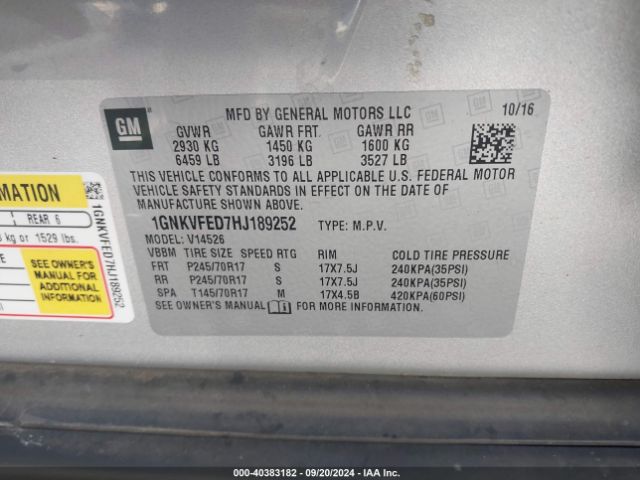 GM
MFD BY GENERAL MOTORS LLC 10/16
GVWR GAWR FRT. GAWR RR
2930 KG 1450 KG 1600 KG
6459 LB 3196 LB 3527 LB
THIS VEHICLE CONFORMS TO ALL APPLICABLE U.S. FEDERAL MOTOR
VEHICLE SAFETY STANDARDS IN EFFECT ON THE DATE OF
MANUFACTURE SHOWN ABOVE.
1GNKVFED7HJ189252 TYPE: M.P.V.
MODEL: V14526
VBBM TIRE SIZE SPEED RTG RIM COLD TIRE PRESSURE
FRT P245/70R17 S 17X7.5J 240KPA(35PSI)
RR P245/70R17 S 17X7.5J 240KPA(35PSI)
SPA T145/70R17 M 17X4.5B 420KPA(60PSI)
SEE OWNER'S MANUAL FOR MORE INFORMATION.
REAR 6
kg or 1529 lbs.
SEE OWNER'S
MANUAL FOR
ADDITIONAL
INFORMATION
1GNKVFED7HJ189252
000-40383182 - 09/20/2024 - IAAI.com